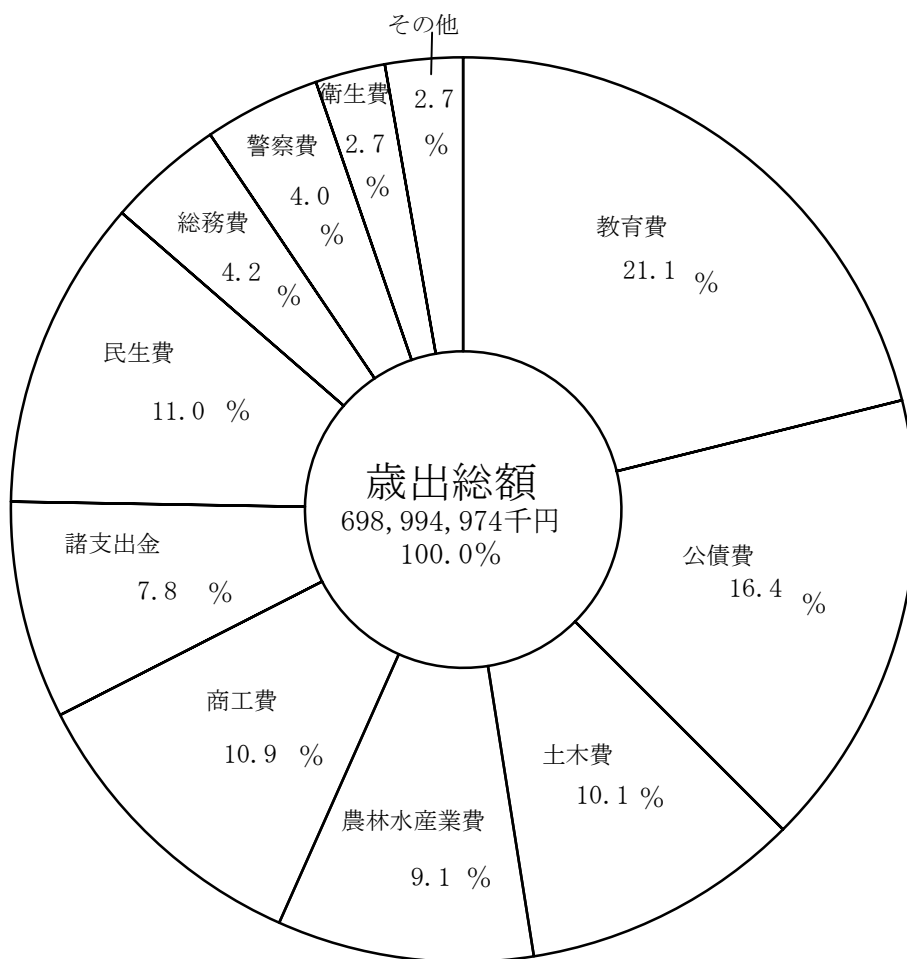 その他
2.7
%
教育費
21.1 %
公債費
16.4 %
土木費
10.1 %
農林水産業費
9.1 %
商工費
10.9 %
諸支出金
7.8 %
民生費
11.0 %
総務費
4.2 %
警察費
4.0
%
衛生費
2.7
%
歳出総額
698,994,974千円
100.0%